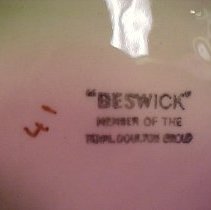 "BESWICK"
MEMBER OF THE
ROYAL DOULTON GROUP